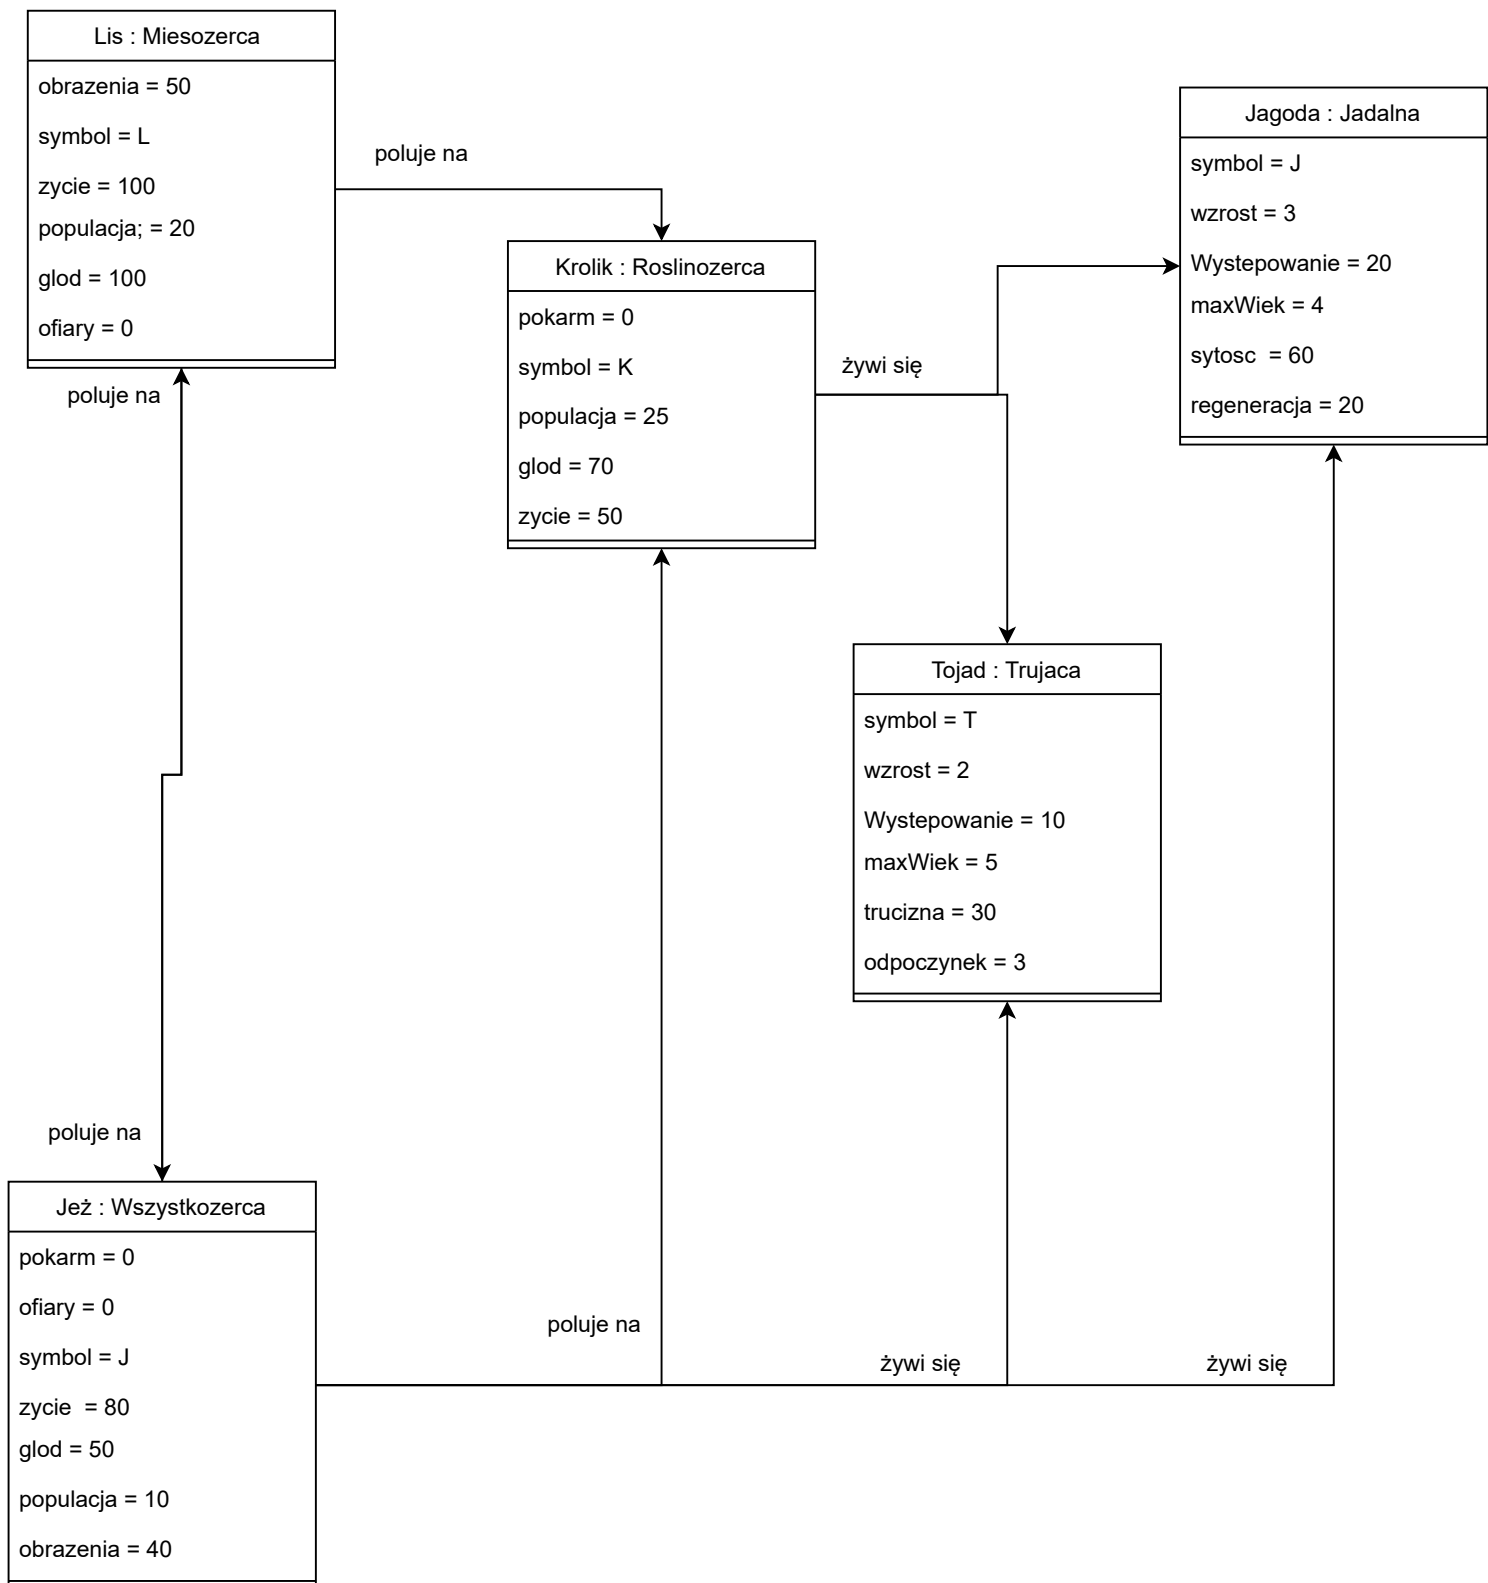 Lis : Miesozerca
obrazenia = 50
symbol = L
zycie = 100
populacja; = 20
glod = 100
ofiary = 0
poluje na
poluje na
Krolik : Roslinozerca
pokarm = 0
symbol = K
populacja = 25
glod = 70
zycie = 50
żywi się
Jagoda : Jadalna
symbol = J
wzrost = 3
Wystepowanie = 20
maxWiek = 4
sytosc  = 60
regeneracja = 20
Tojad : Trujaca
symbol = T
wzrost = 2
Wystepowanie = 10
maxWiek = 5
trucizna = 30
odpoczynek = 3
poluje na
Jeż : Wszystkozerca
pokarm = 0
ofiary = 0
symbol = J
zycie  = 80
glod = 50
populacja = 10
obrazenia = 40
poluje na
żywi się
żywi się